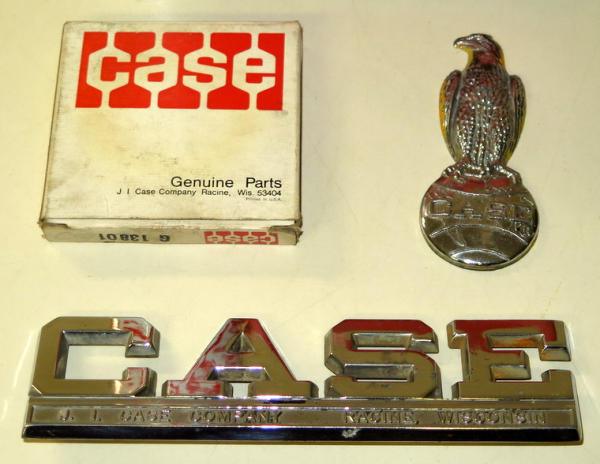 case
Genuine Parts
J I Case Company Racine, Wis. 53404
Printed in U.S.A.
G 13801
case
CASE
CASE
J. I. CASE COMPANY RACINE, WISCONSIN